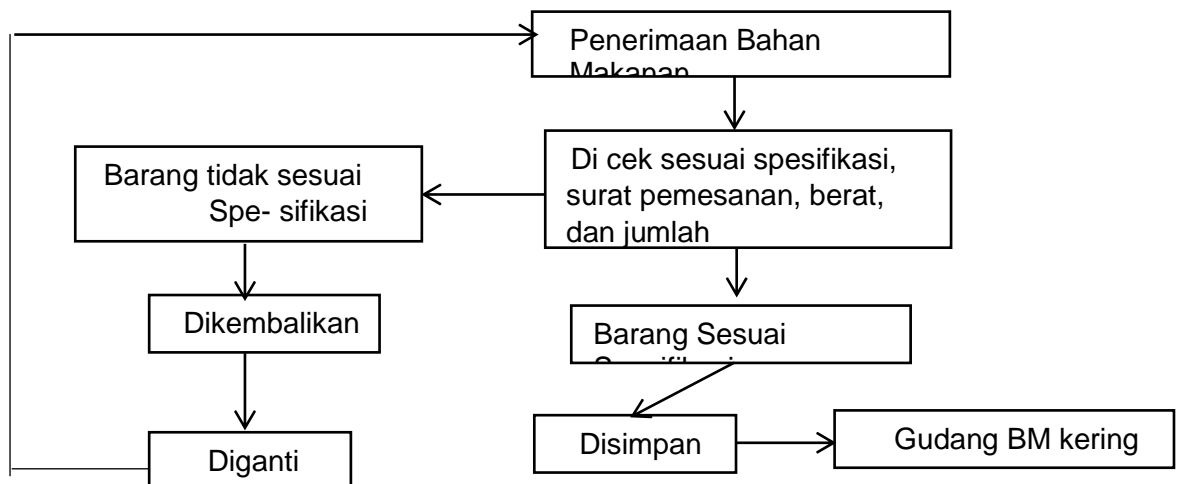 Penerimaan Bahan
Makanan
Di cek sesuai spesifikasi,
surat pemesanan, berat,
dan jumlah
Barang tidak sesuai
Spe- sifikasi
Dikembalikan
Diganti
Barang Sesuai
Disimpan
Gudang BM kering